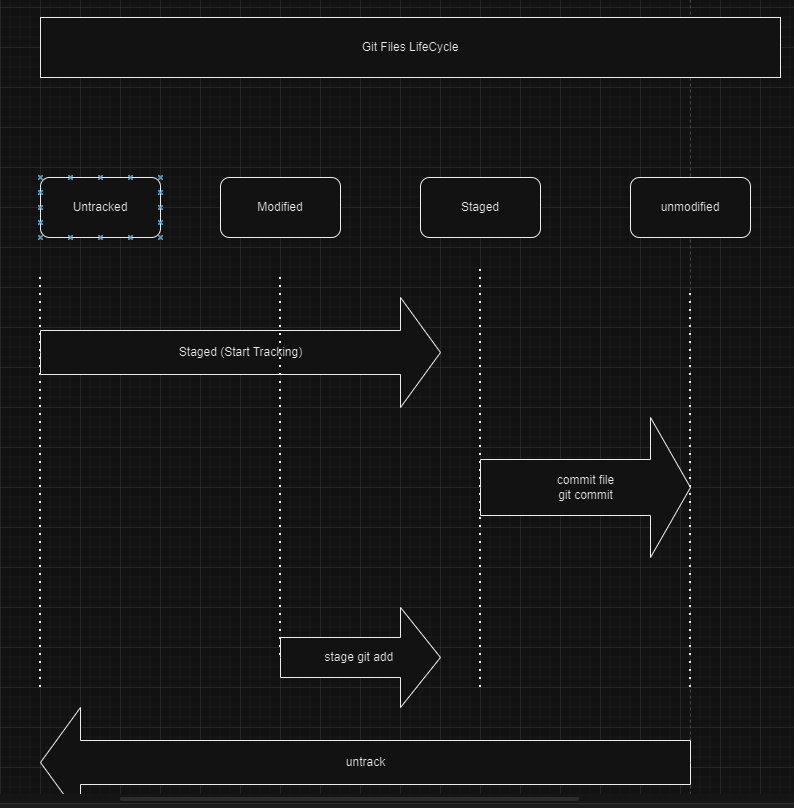 Git Files LifeCycle
Untracked
Modified
Staged
unmodified
Staged (Start Tracking)
commit file
git commit
stage git add
untrack